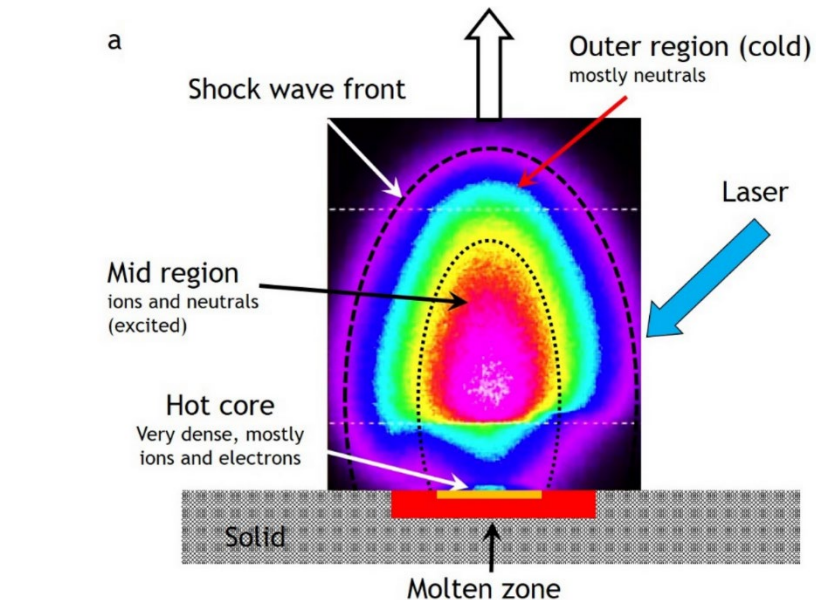 a
Outer region (cold)
mostly neutrals
Shock wave front
Laser
Mid region
ions and neutrals
(excited)
Hot core
Very dense, mostly
ions and electrons
Solid
Molten zone